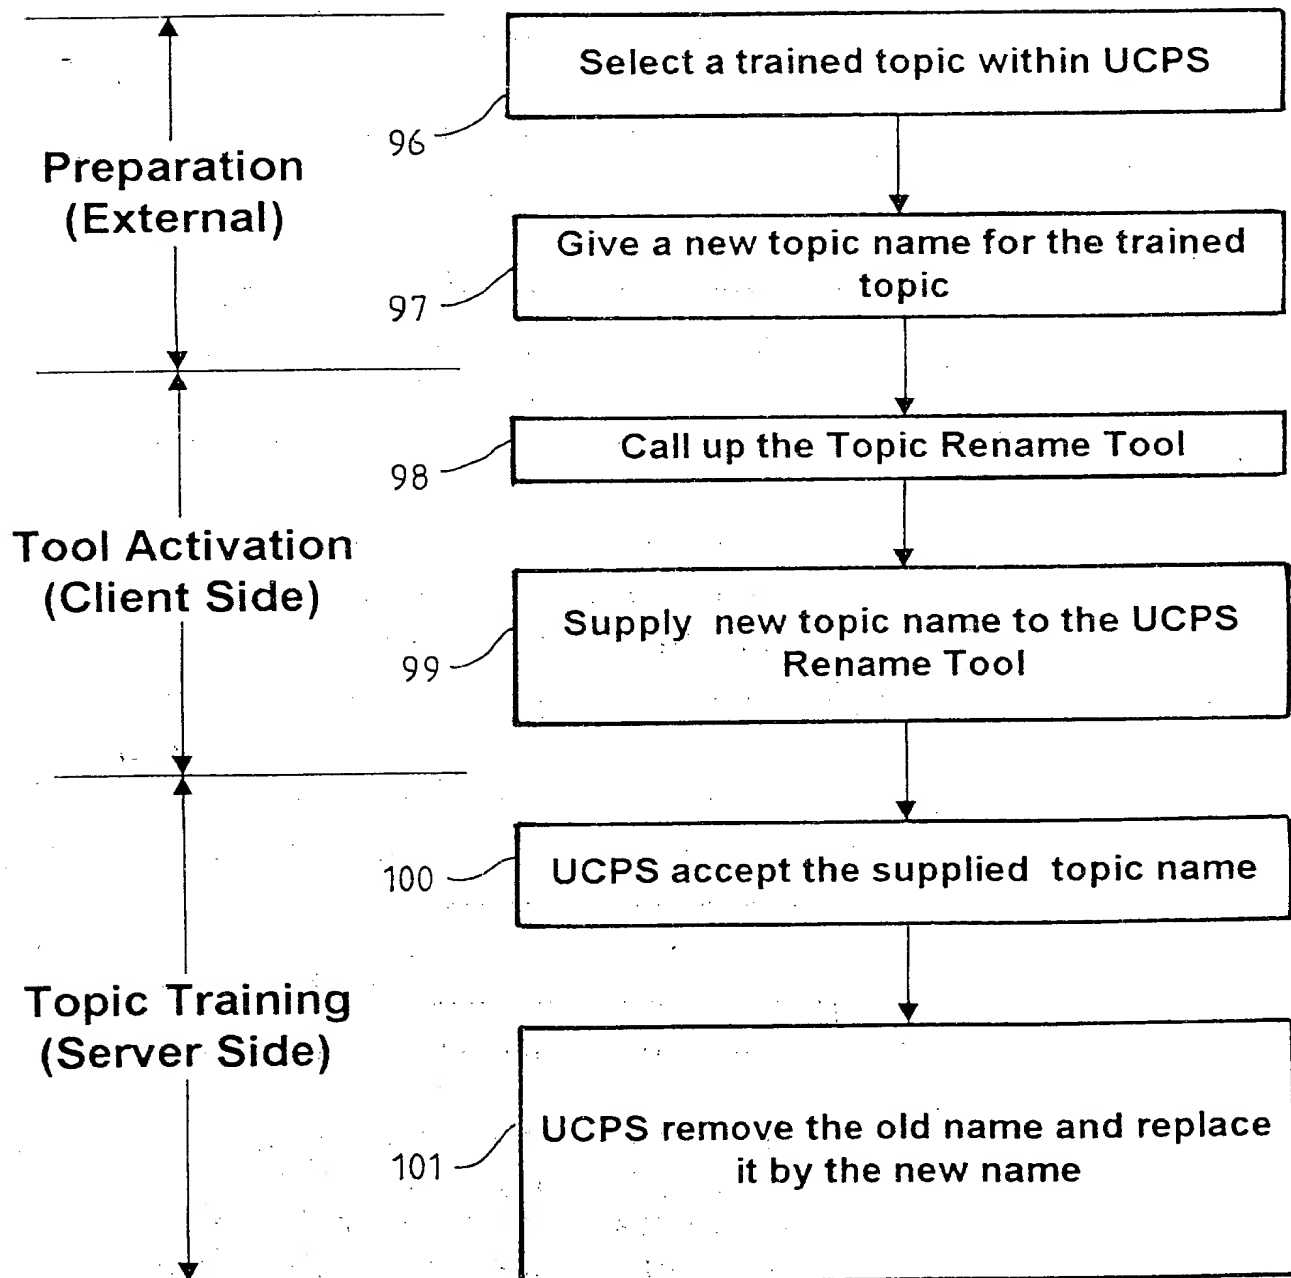 Select a trained topic within UCPS
96
Preparation
(External)
Give a new topic name for the trained
topic
97
Call up the Topic Rename Tool
98
Tool Activation
(Client Side)
Supply new topic name to the UCPS
Rename Tool
99
UCPS accept the supplied topic name
100
Topic Training
(Server Side)
UCPS remove the old name and replace
it by the new name
101